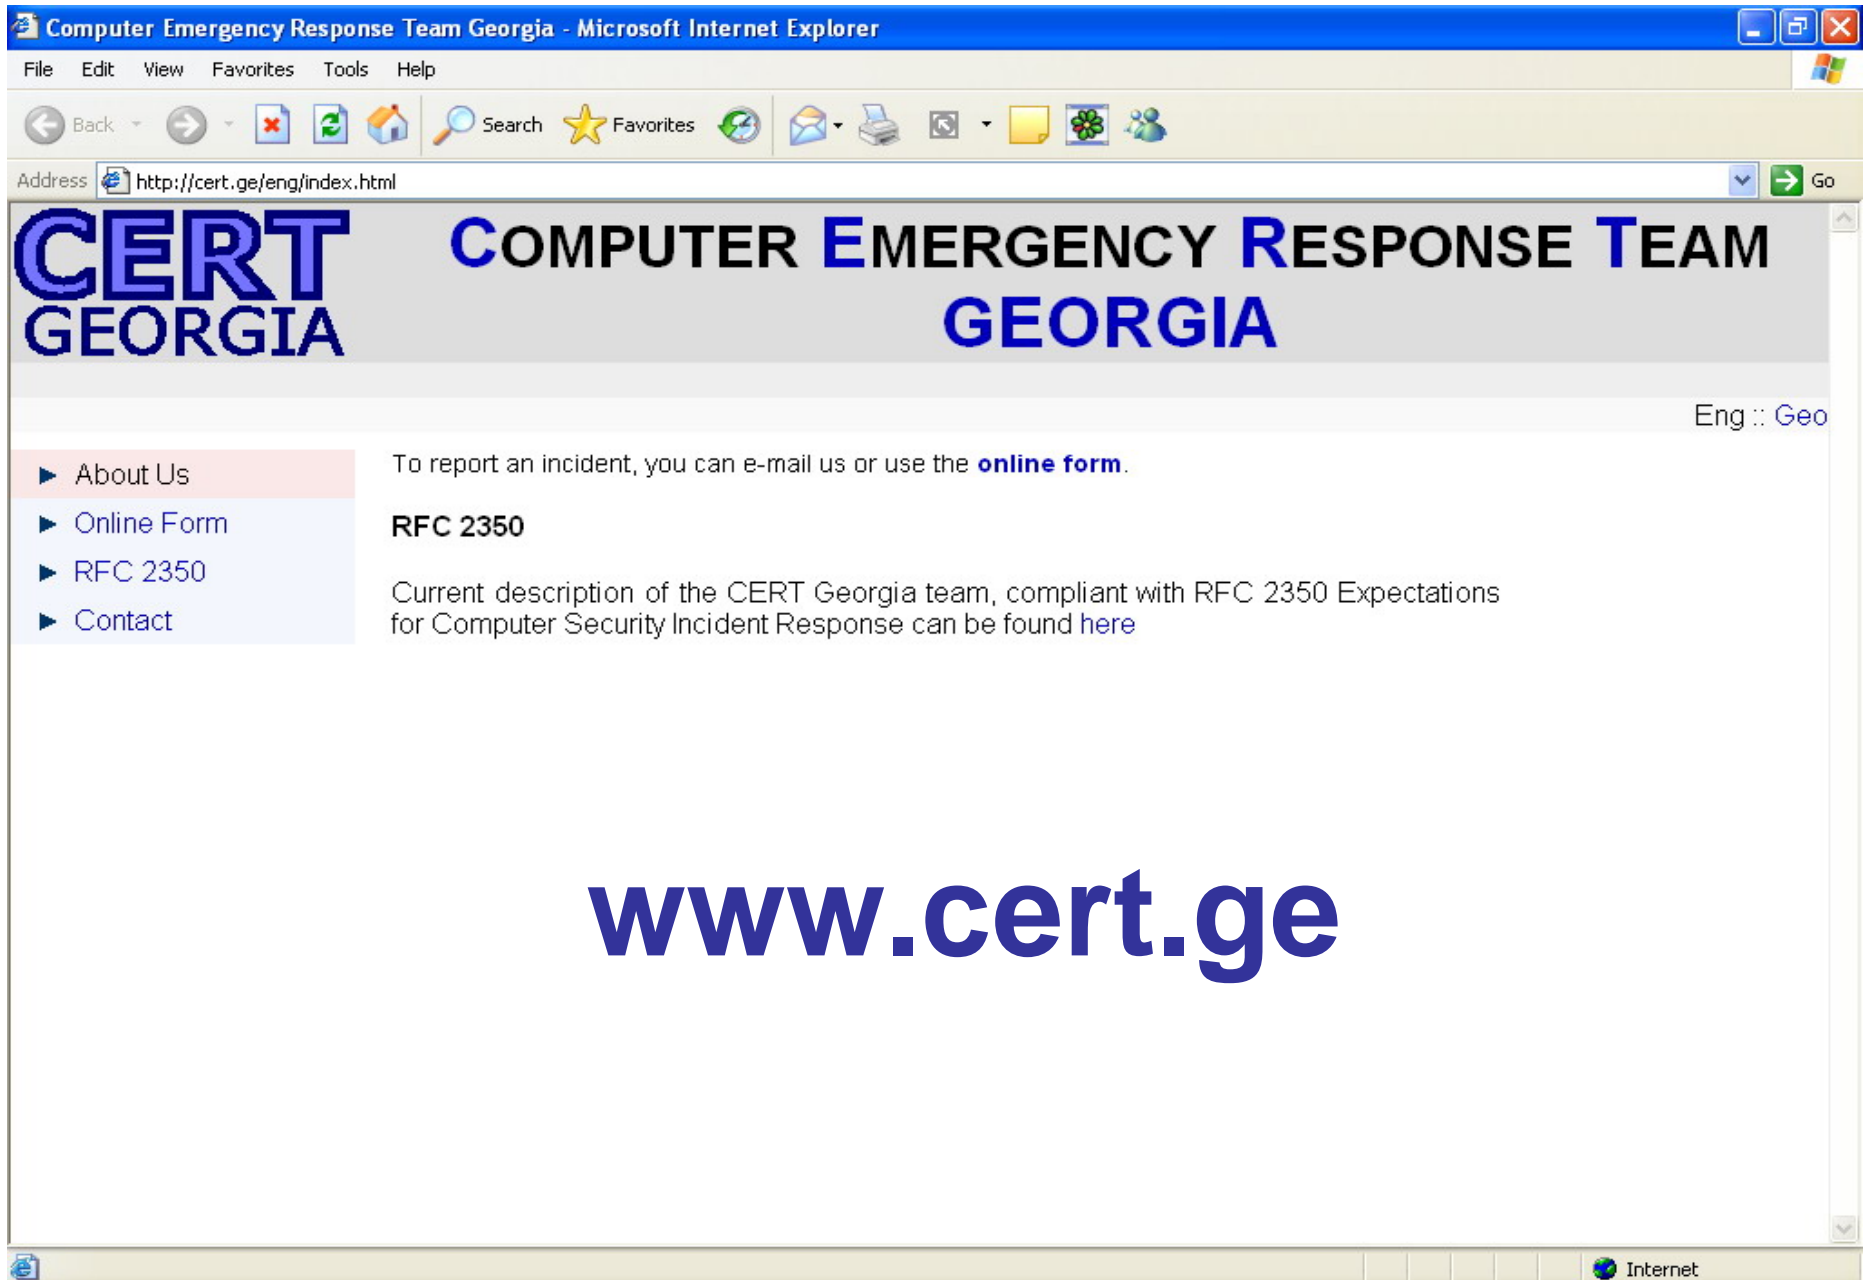 Computer Emergency Response Team Georgia - Microsoft Internet Explorer
File Edit View Favorites Tools Help
Back Search Favorites
Address http://cert.ge/eng/index.html Go
CERT
GEORGIA
COMPUTER EMERGENCY RESPONSE TEAM
GEORGIA
Eng :: Geo
About Us
Online Form
RFC 2350
Contact
To report an incident, you can e-mail us or use the online form.
RFC 2350
Current description of the CERT Georgia team, compliant with RFC 2350 Expectations
for Computer Security Incident Response can be found here
www.cert.ge
Internet